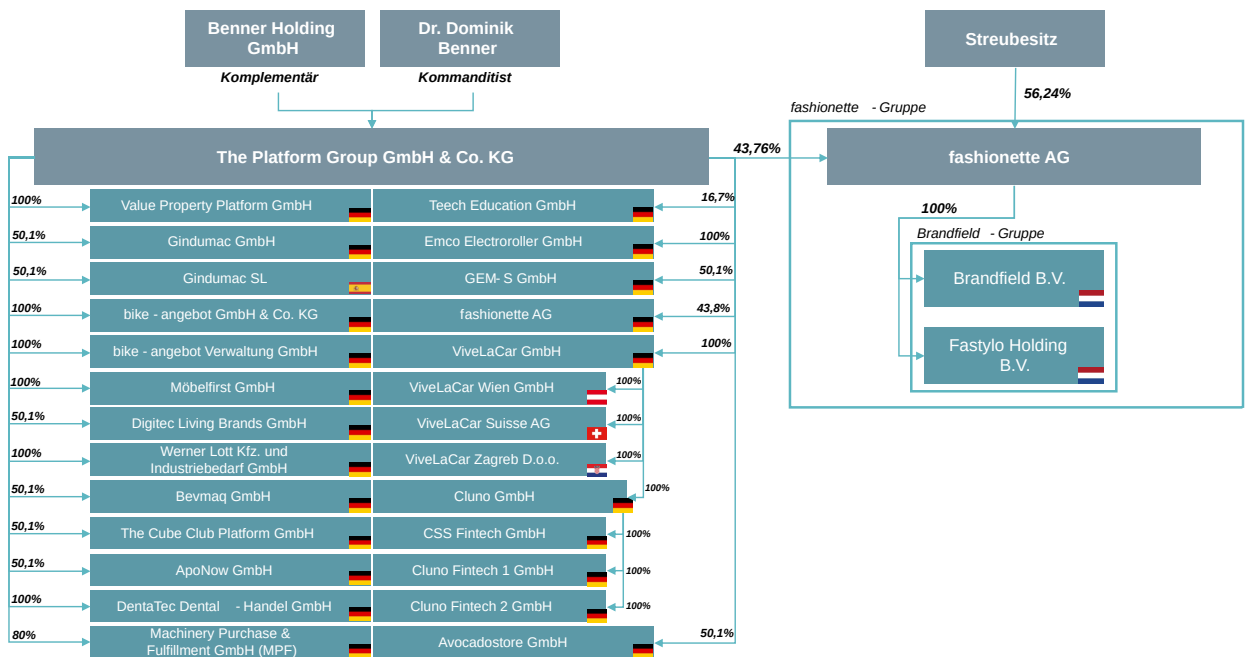 Benner Holding
GmbH
Komplementär
Dr. Dominik
Benner
Kommanditist
Streubesitz
56,24%
fashionette - Gruppe
The Platform Group GmbH & Co. KG
43,76%
fashionette AG
100%
Brandfield - Gruppe
Brandfield B.V.
Fastylo Holding
B.V.
100%
Value Property Platform GmbH
Teech Education GmbH
16,7%
50,1%
Gindumac GmbH
Emco Electroroller GmbH
100%
50,1%
Gindumac SL
GEM- S GmbH
50,1%
100%
bike - angebot GmbH & Co. KG
fashionette AG
43,8%
100%
bike - angebot Verwaltung GmbH
ViveLaCar GmbH
100%
100%
Möbelfirst GmbH
ViveLaCar Wien GmbH
100%
50,1%
Digitec Living Brands GmbH
ViveLaCar Suisse AG
100%
100%
Werner Lott Kfz. und
Industriebedarf GmbH
ViveLaCar Zagreb D.o.o.
100%
50,1%
Bevmaq GmbH
Cluno GmbH
100%
50,1%
The Cube Club Platform GmbH
CSS Fintech GmbH
100%
50,1%
ApoNow GmbH
Cluno Fintech 1 GmbH
100%
100%
DentaTec Dental - Handel GmbH
Cluno Fintech 2 GmbH
100%
80%
Machinery Purchase &
Fulfillment GmbH (MPF)
Avocadostore GmbH
50,1%